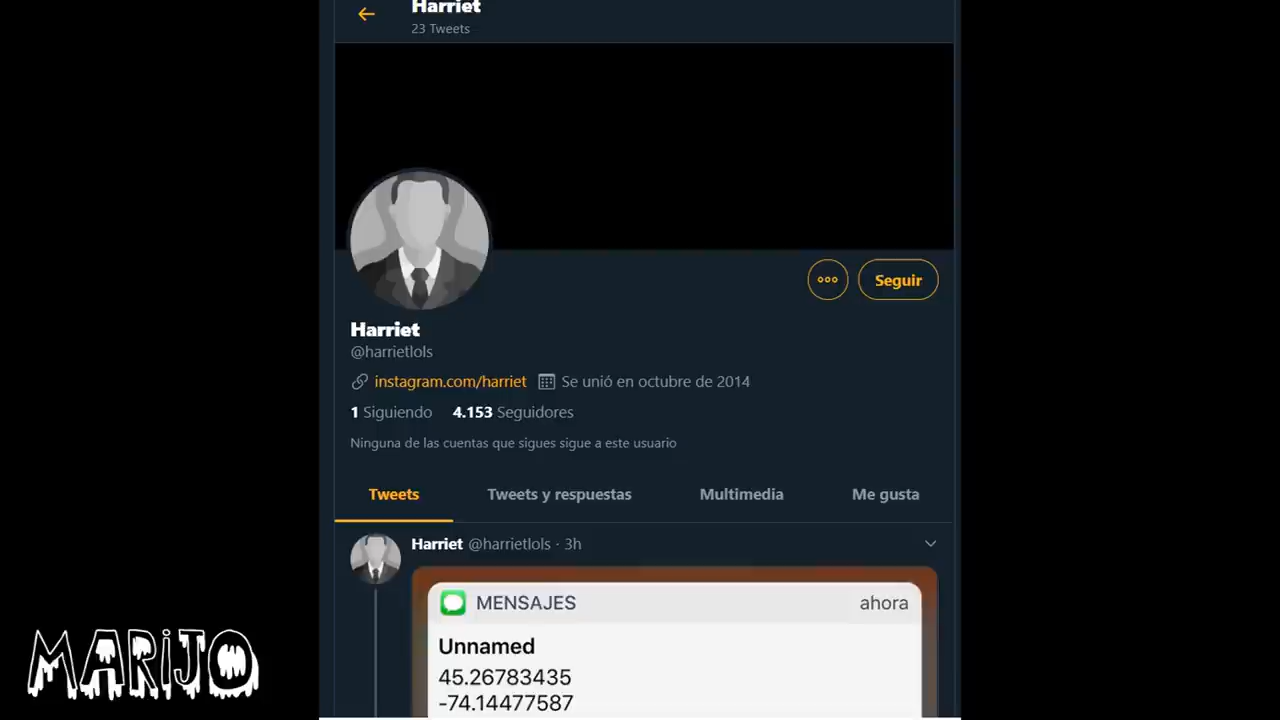 Harriet
23 Tweets
Seguir
Harriet
@harrietlols
instagram.com/harriet Se unió en octubre de 2014
1 Siguiendo 4.153 Seguidores
Ninguna de las cuentas que sigues sigue a este usuario
Tweets Tweets y respuestas Multimedia Me gusta
Harriet @harrietlols · 3h
MENSAJES ahora
Unnamed
45.26783435
-74.14477587
MARiJO